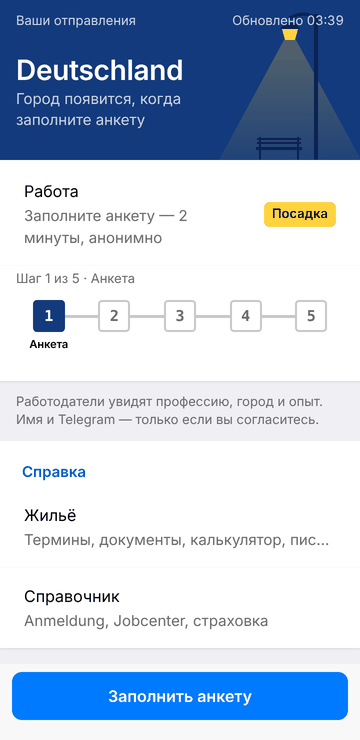 Ваши отправления
Обновлено 03:39
Deutschland
Город появится, когда
заполните анкету
Работа
Заполните анкету — 2
минуты, анонимно
Посадка
Шаг 1 из 5 · Анкета
1
2
3
4
5
Анкета
Работодатели увидят профессию, город и опыт.
Имя и Telegram — только если вы согласитесь.
Справка
Жильё
Термины, документы, калькулятор, пис...
Справочник
Anmeldung, Jobcenter, страховка
Заполнить анкету